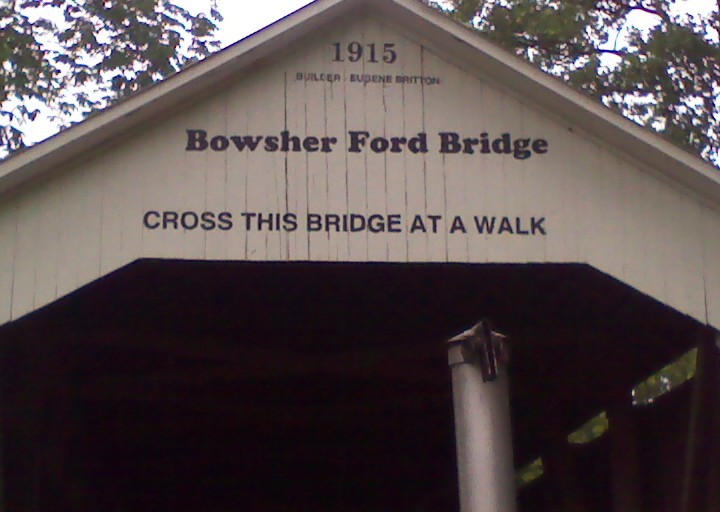 1915
BUILDER - EUGENE BRITTON
Bowsher Ford Bridge
CROSS THIS BRIDGE AT A WALK